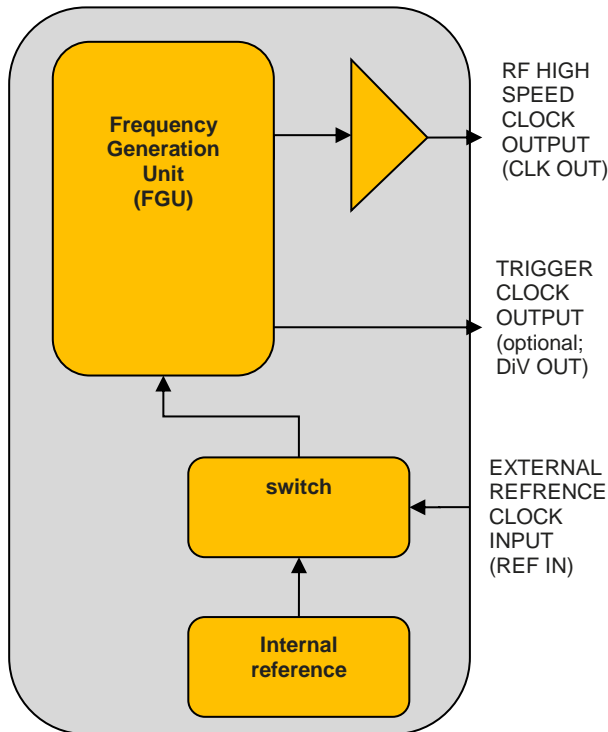 Frequency
Generation
Unit
(FGU)
RF HIGH
SPEED
CLOCK
OUTPUT
(CLK OUT)
TRIGGER
CLOCK
OUTPUT
(optional;
DiV OUT)
switch
EXTERNAL
REFRENCE
CLOCK
INPUT
(REF IN)
Internal
reference